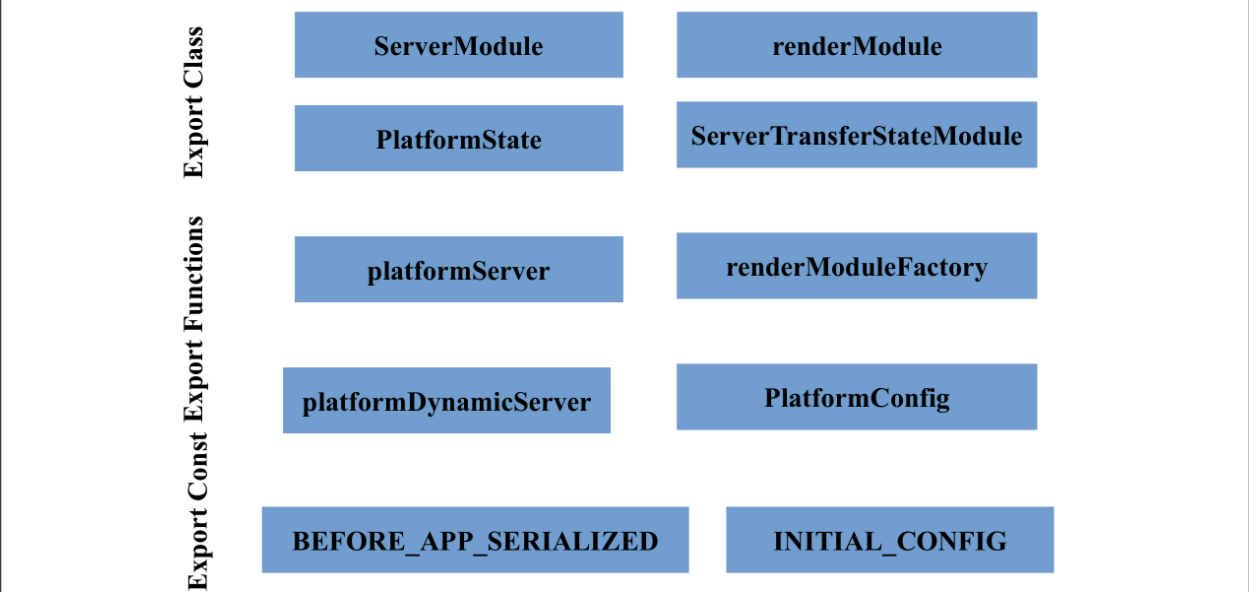 Export Class
ServerModule
renderModule
PlatformState
ServerTransferStateModule
Export Functions
platformServer
renderModuleFactory
platformDynamicServer
PlatformConfig
Export Const
BEFORE_APP_SERIALIZED
INITIAL_CONFIG